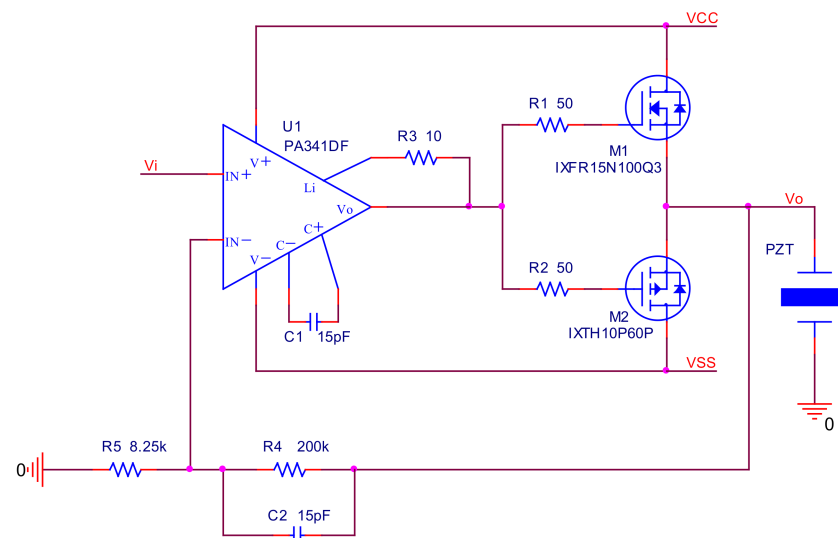 VCC
U1
PA341DF
R1 50
R3 10
V+
M1
IXFR15N100Q3
Vi
IN+
Li
Vo
Vo
C+
IN−
C−
V−
R2 50
PZT
M2
IXTH10P60P
C1 15pF
VSS
0
R5 8.25k
R4 200k
0
C2 15pF